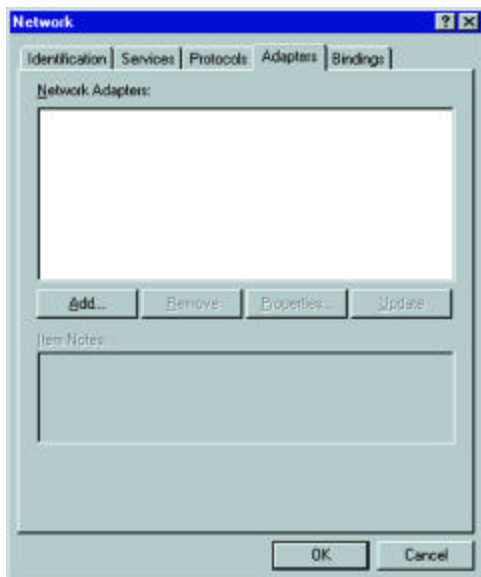 Network
Identification Services Protocols Adapters Bindings
Network Adapters:
Add... Remove Properties... Update
Item Notes:
OK Cancel